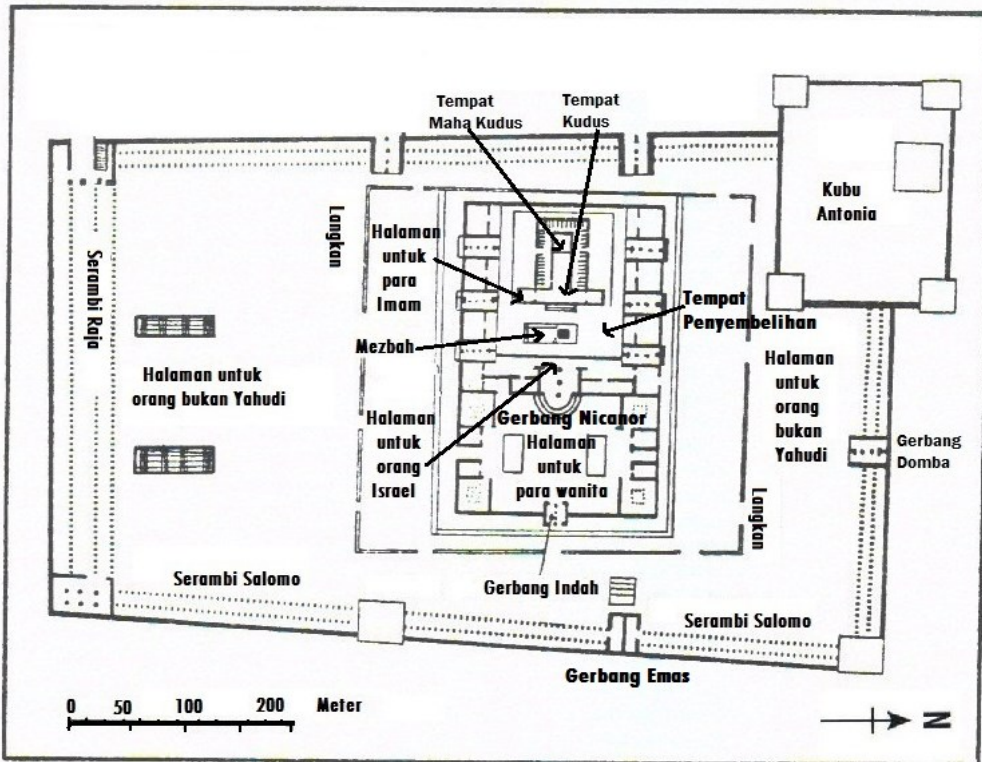 Tempat
Maha Kudus
Tempat
Kudus
Kubu
Antonia
Langkan
Halaman
untuk
para
Imam
Serambi Raja
Tempat
Penyembelihan
Mezbah
Halaman untuk
orang bukan Yahudi
Halaman
untuk
orang
bukan
Yahudi
Halaman
untuk
orang
Israel
Gerbang Nicanor
Halaman
untuk
para wanita
Gerbang
Domba
Langkan
Serambi Salomo
Gerbang Indah
Serambi Salomo
Gerbang Emas
0 50 100 200 Meter
N